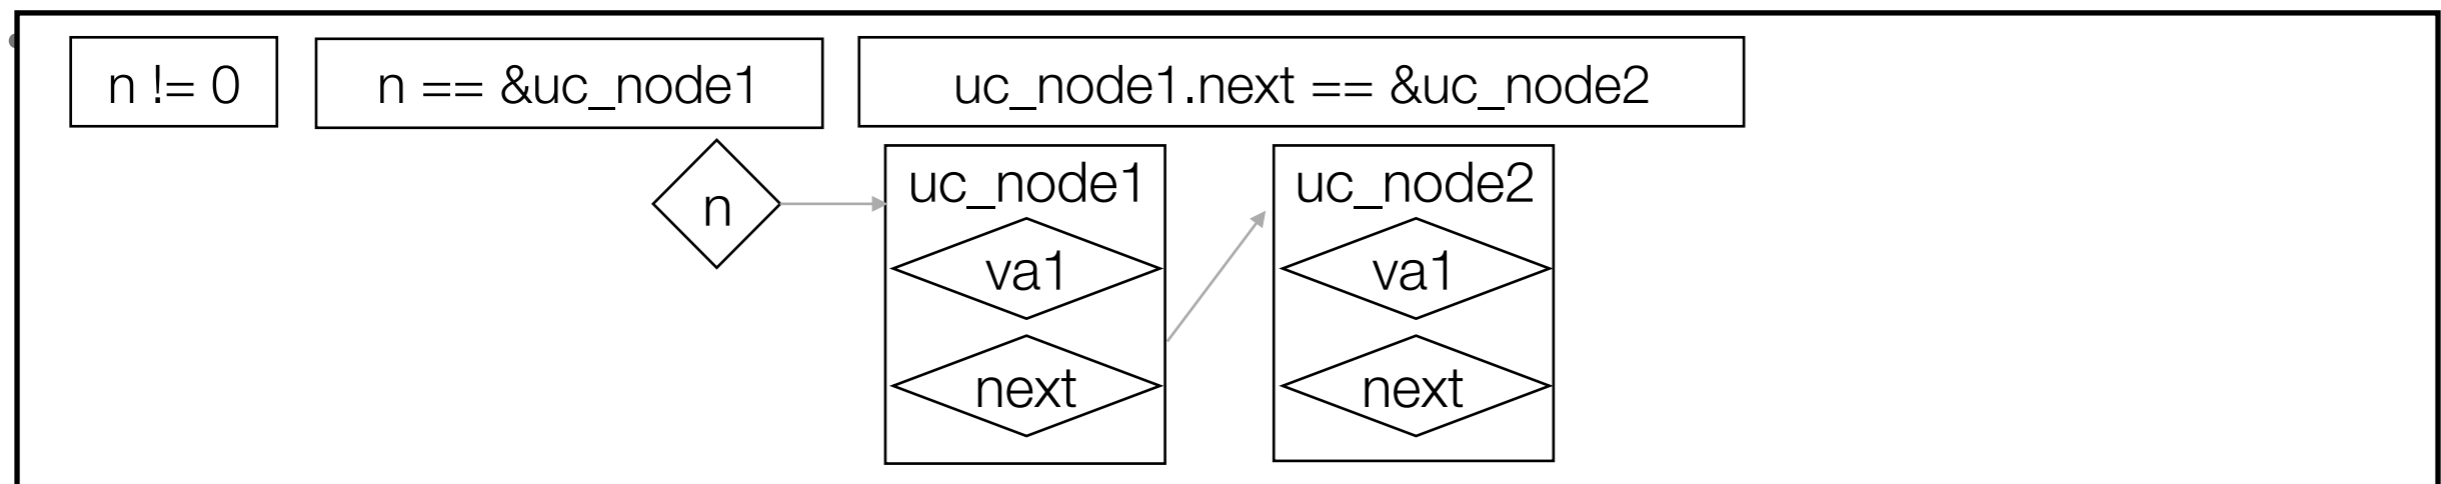 n != 0
n == &uc_node1
uc_node1.next == &uc_node2
n
uc_node1
va1
next
uc_node2
va1
next